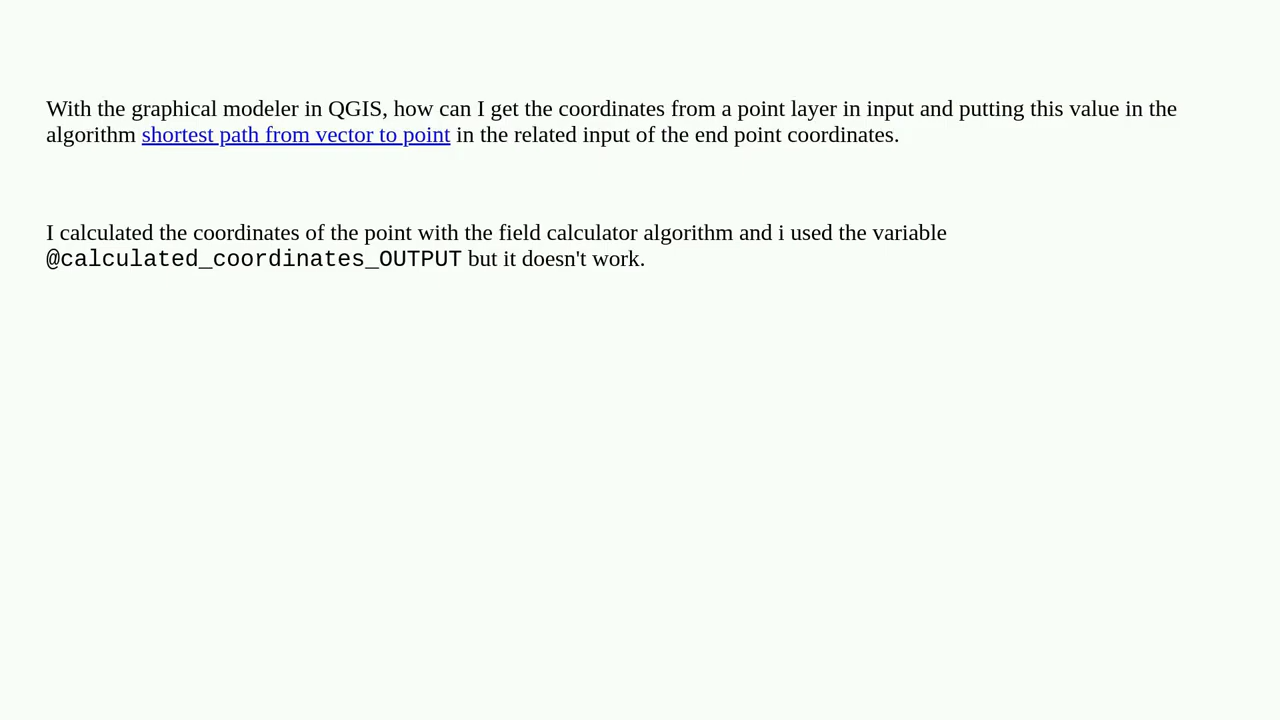 With the graphical modeler in QGIS, how can I get the coordinates from a point layer in input and putting this value in the
algorithm shortest path from vector to point in the related input of the end point coordinates.
I calculated the coordinates of the point with the field calculator algorithm and i used the variable
@calculated_coordinates_OUTPUT but it doesn't work.